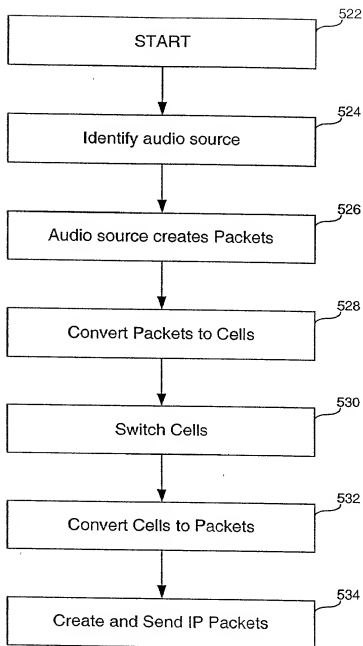 522
START
524
Identify audio source
526
Audio source creates Packets
528
Convert Packets to Cells
530
Switch Cells
532
Convert Cells to Packets
534
Create and Send IP Packets